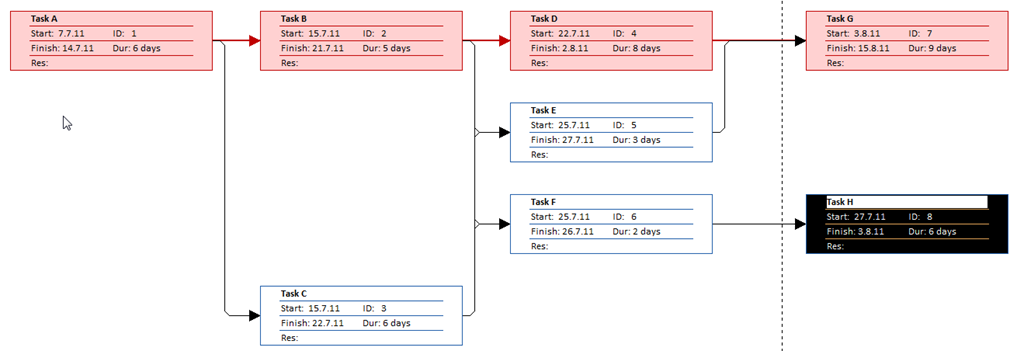 Task A
Start: 7.7.11 ID: 1
Finish: 14.7.11 Dur: 6 days
Res:
Task B
Start: 15.7.11 ID: 2
Finish: 21.7.11 Dur: 5 days
Res:
Task D
Start: 22.7.11 ID: 4
Finish: 2.8.11 Dur: 8 days
Res:
Task G
Start: 3.8.11 ID: 7
Finish: 15.8.11 Dur: 9 days
Res:
Task E
Start: 25.7.11 ID: 5
Finish: 27.7.11 Dur: 3 days
Res:
Task F
Start: 25.7.11 ID: 6
Finish: 26.7.11 Dur: 2 days
Res:
Task H
Start: 27.7.11 ID: 8
Finish: 3.8.11 Dur: 6 days
Res:
Task C
Start: 15.7.11 ID: 3
Finish: 22.7.11 Dur: 6 days
Res: